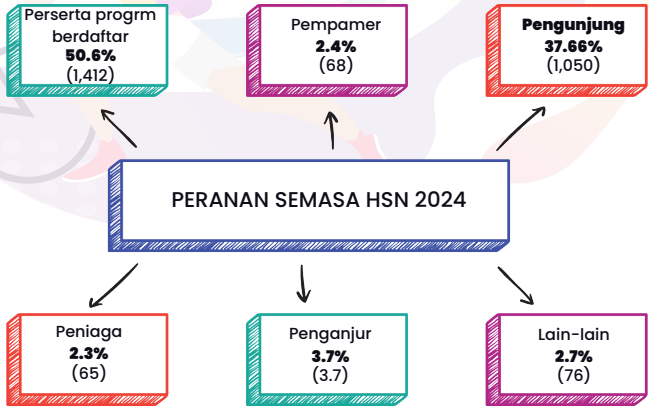 Perserta progrm
berdaftar
50.6%
(1,412)
Pempamer
2.4%
(68)
Pengunjung
37.66%
(1,050)
PERANAN SEMASA HSN 2024
Peniaga
2.3%
(65)
Penganjur
3.7%
(3.7)
Lain-lain
2.7%
(76)